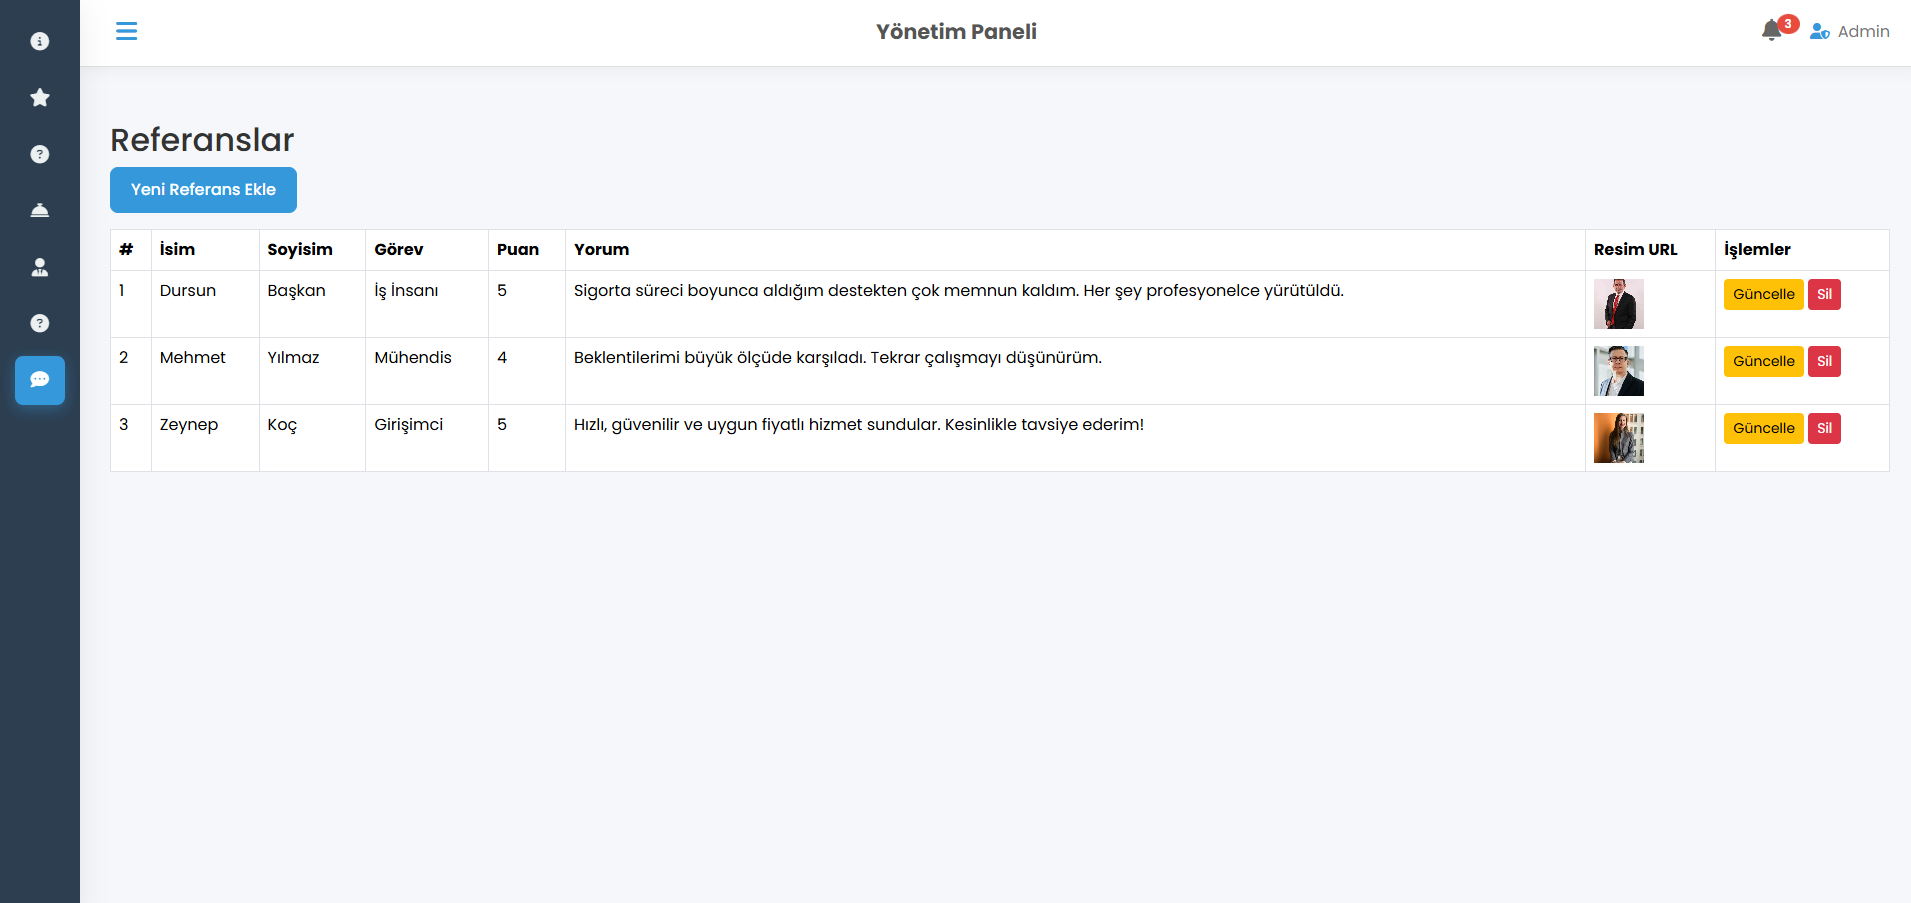 Yönetim Paneli
3
Admin
Referanslar
Yeni Referans Ekle
# İsim Soyisim Görev Puan Yorum Resim URL İşlemler
1 Dursun Başkan İş İnsanı 5 Sigorta süreci boyunca aldığım destekten çok memnun kaldım. Her şey profesyonelce yürütüldü. Güncelle Sil
2 Mehmet Yılmaz Mühendis 4 Beklentilerimi büyük ölçüde karşıladı. Tekrar çalışmayı düşünürüm. Güncelle Sil
3 Zeynep Koç Girişimci 5 Hızlı, güvenilir ve uygun fiyatlı hizmet sundular. Kesinlikle tavsiye ederim! Güncelle Sil